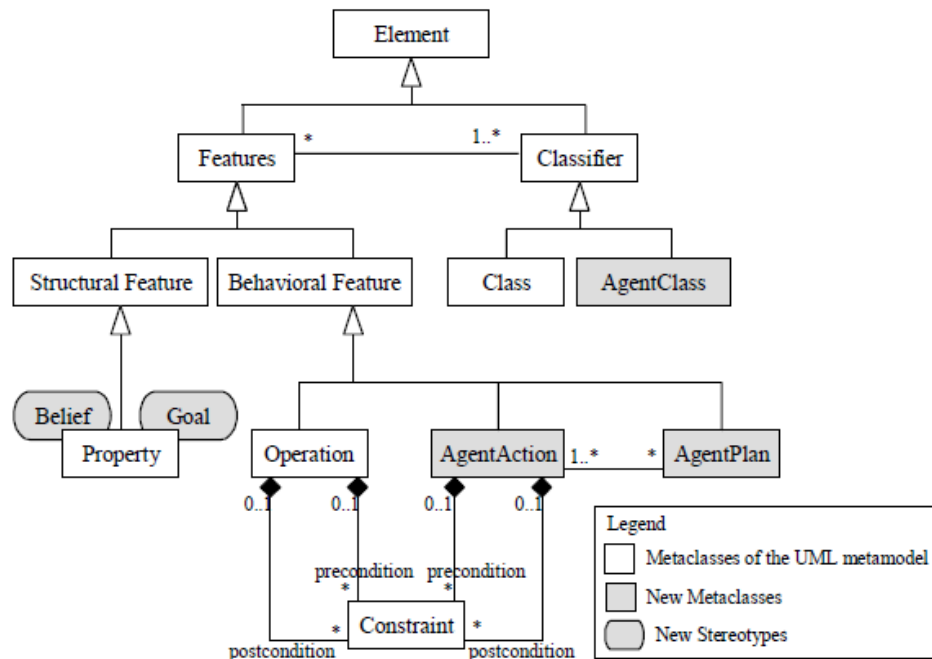 Element
*
1..*
Features
Classifier
Structural Feature
Behavioral Feature
Class
AgentClass
Belief
Goal
Property
Operation
AgentAction
1..*
*
AgentPlan
0..1
0..1
0..1
0..1
Legend
Metaclasses of the UML metamodel
New Metaclasses
New Stereotypes
precondition
precondition
*
*
*
Constraint
*
postcondition
postcondition